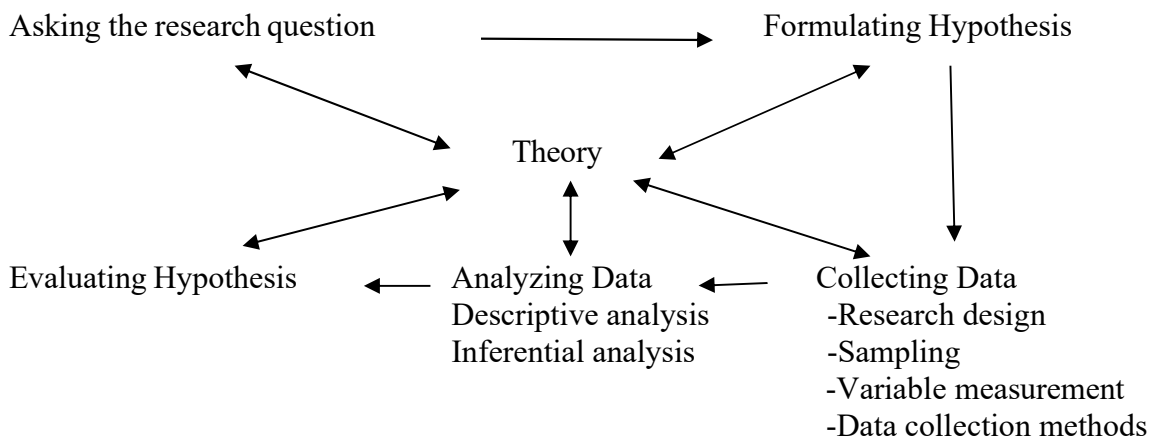 Asking the research question
Formulating Hypothesis
Theory
Evaluating Hypothesis
Analyzing Data
Descriptive analysis
Inferential analysis
Collecting Data
-Research design
-Sampling
-Variable measurement
-Data collection methods